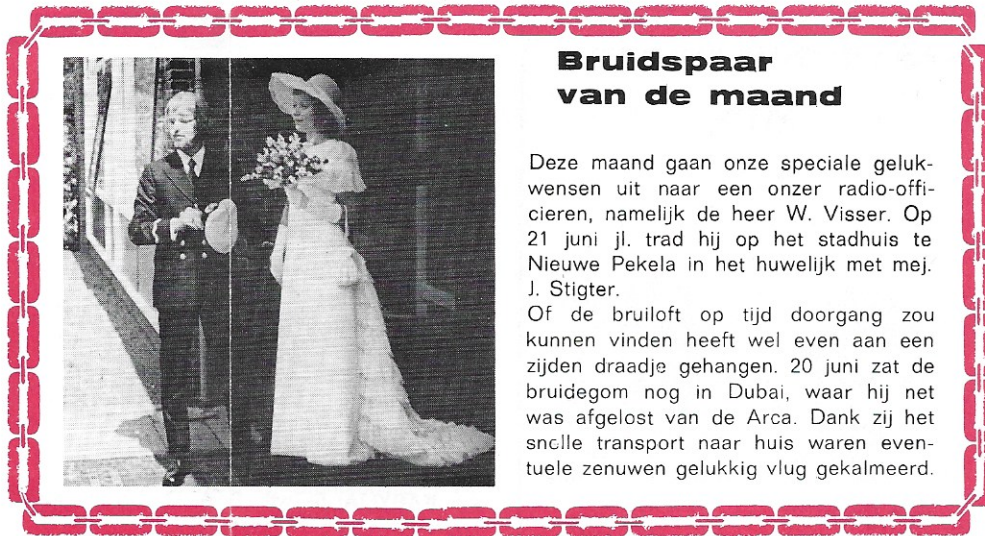 Bruidspaar
van de maand
Deze maand gaan onze speciale geluk-
wensen uit naar een onzer radio-offi-
cieren, namelijk de heer W. Visser. Op
21 juni jl. trad hij op het stadhuis te
Nieuwe Pekela in het huwelijk met mej.
J. Stigter.
Of de bruiloft op tijd doorgang zou
kunnen vinden heeft wel even aan een
zijden draadje gehangen. 20 juni zat de
bruidegom nog in Dubai, waar hij net
was afgelost van de Arca. Dank zij het
snelle transport naar huis waren even-
tuele zenuwen gelukkig vlug gekalmeerd.